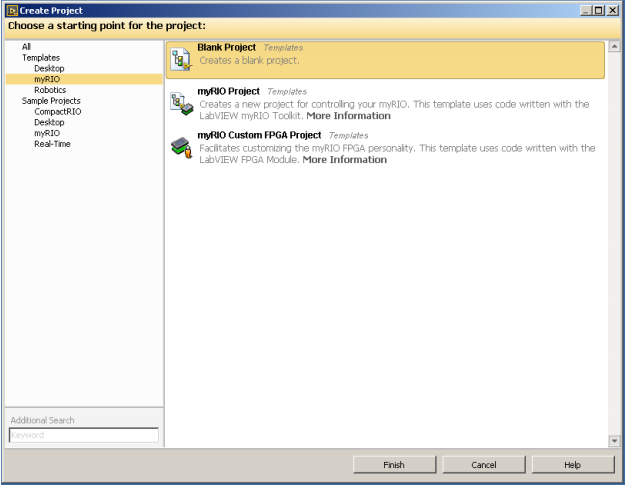 Create Project
Choose a starting point for the project:
All
Templates
Desktop
myRIO
Robotics
Sample Projects
CompactRIO
Desktop
myRIO
Real-Time
Additional Search
Keyword
Blank Project Templates
Creates a blank project.
myRIO Project Templates
Creates a new project for controlling your myRIO. This template uses code written with the
LabVIEW myRIO Toolkit. More Information
myRIO Custom FPGA Project Templates
Facilitates customizing the myRIO FPGA personality. This template uses code written with the
LabVIEW FPGA Module. More Information
Finish Cancel Help